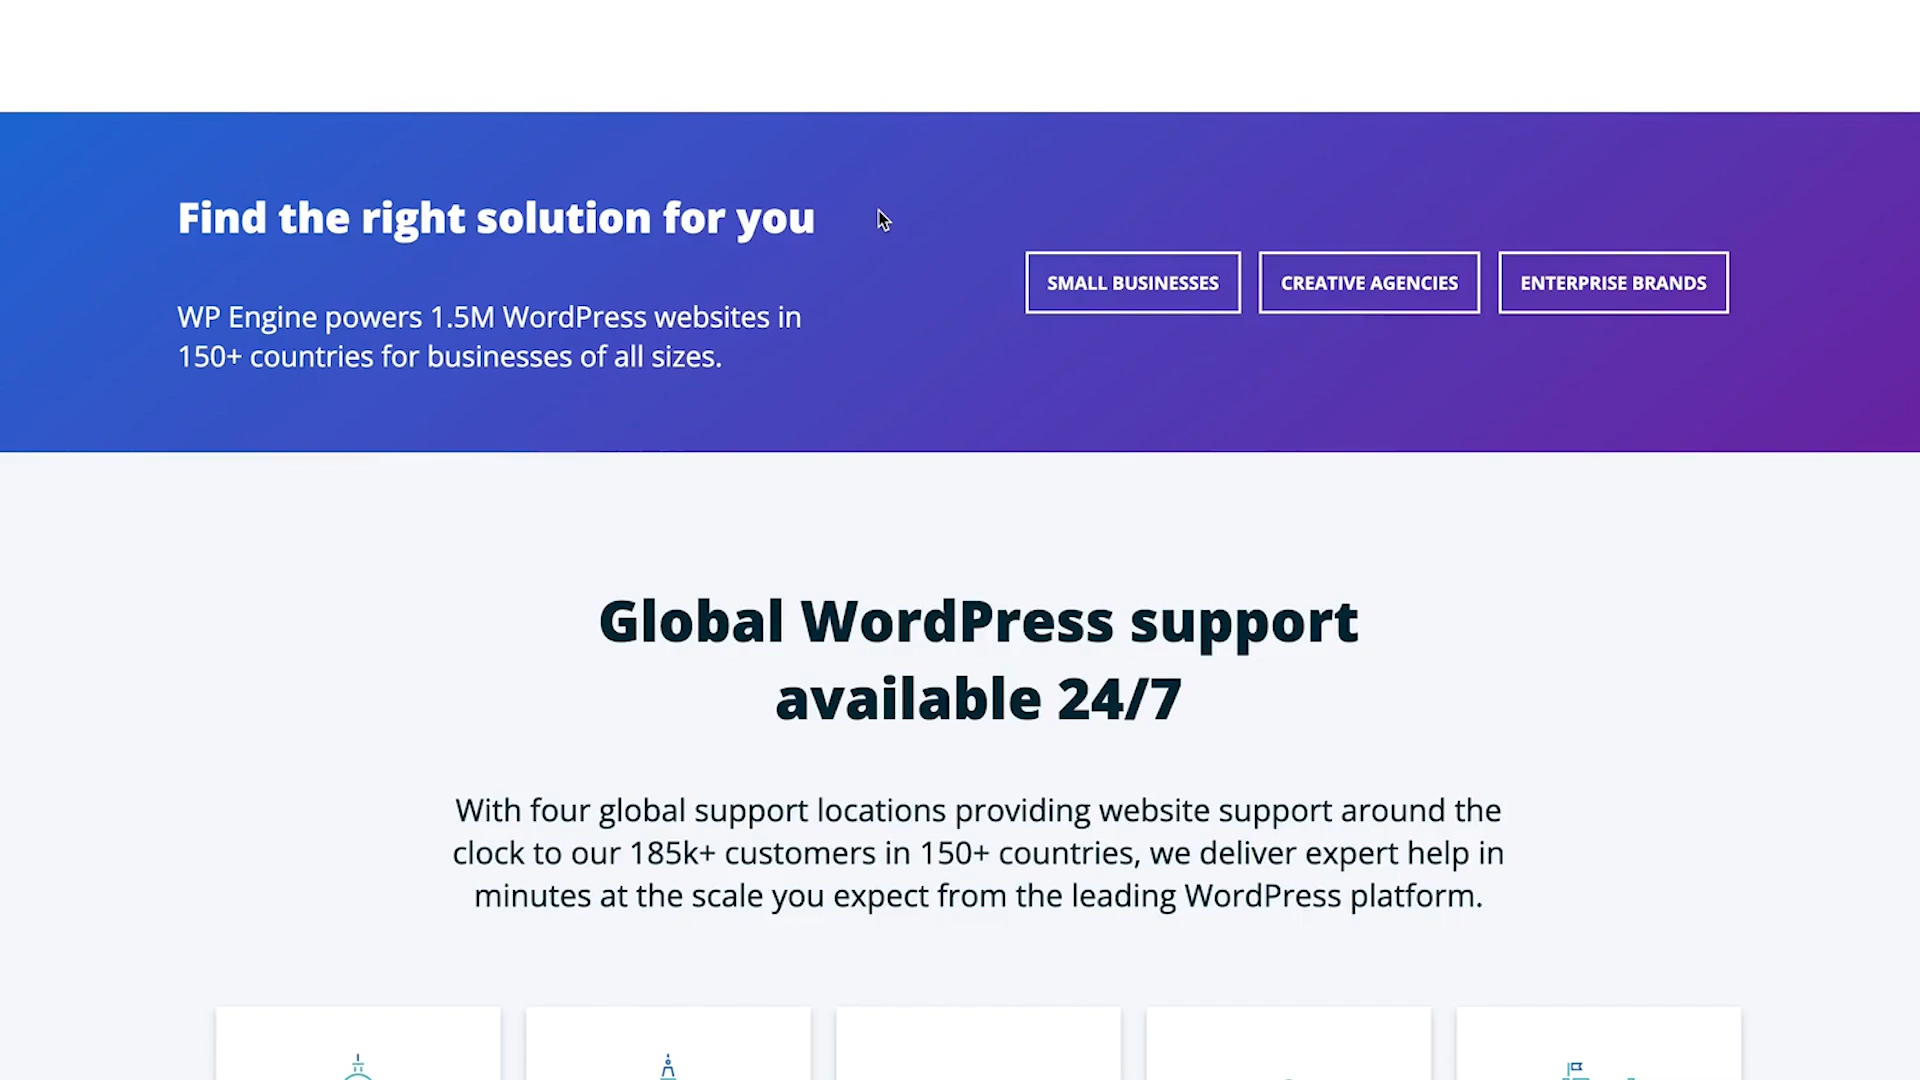 Find the right solution for you
WP Engine powers 1.5M WordPress websites in
150+ countries for businesses of all sizes.
SMALL BUSINESSES
CREATIVE AGENCIES
ENTERPRISE BRANDS
Global WordPress support
available 24/7
With four global support locations providing website support around the
clock to our 185k+ customers in 150+ countries, we deliver expert help in
minutes at the scale you expect from the leading WordPress platform.